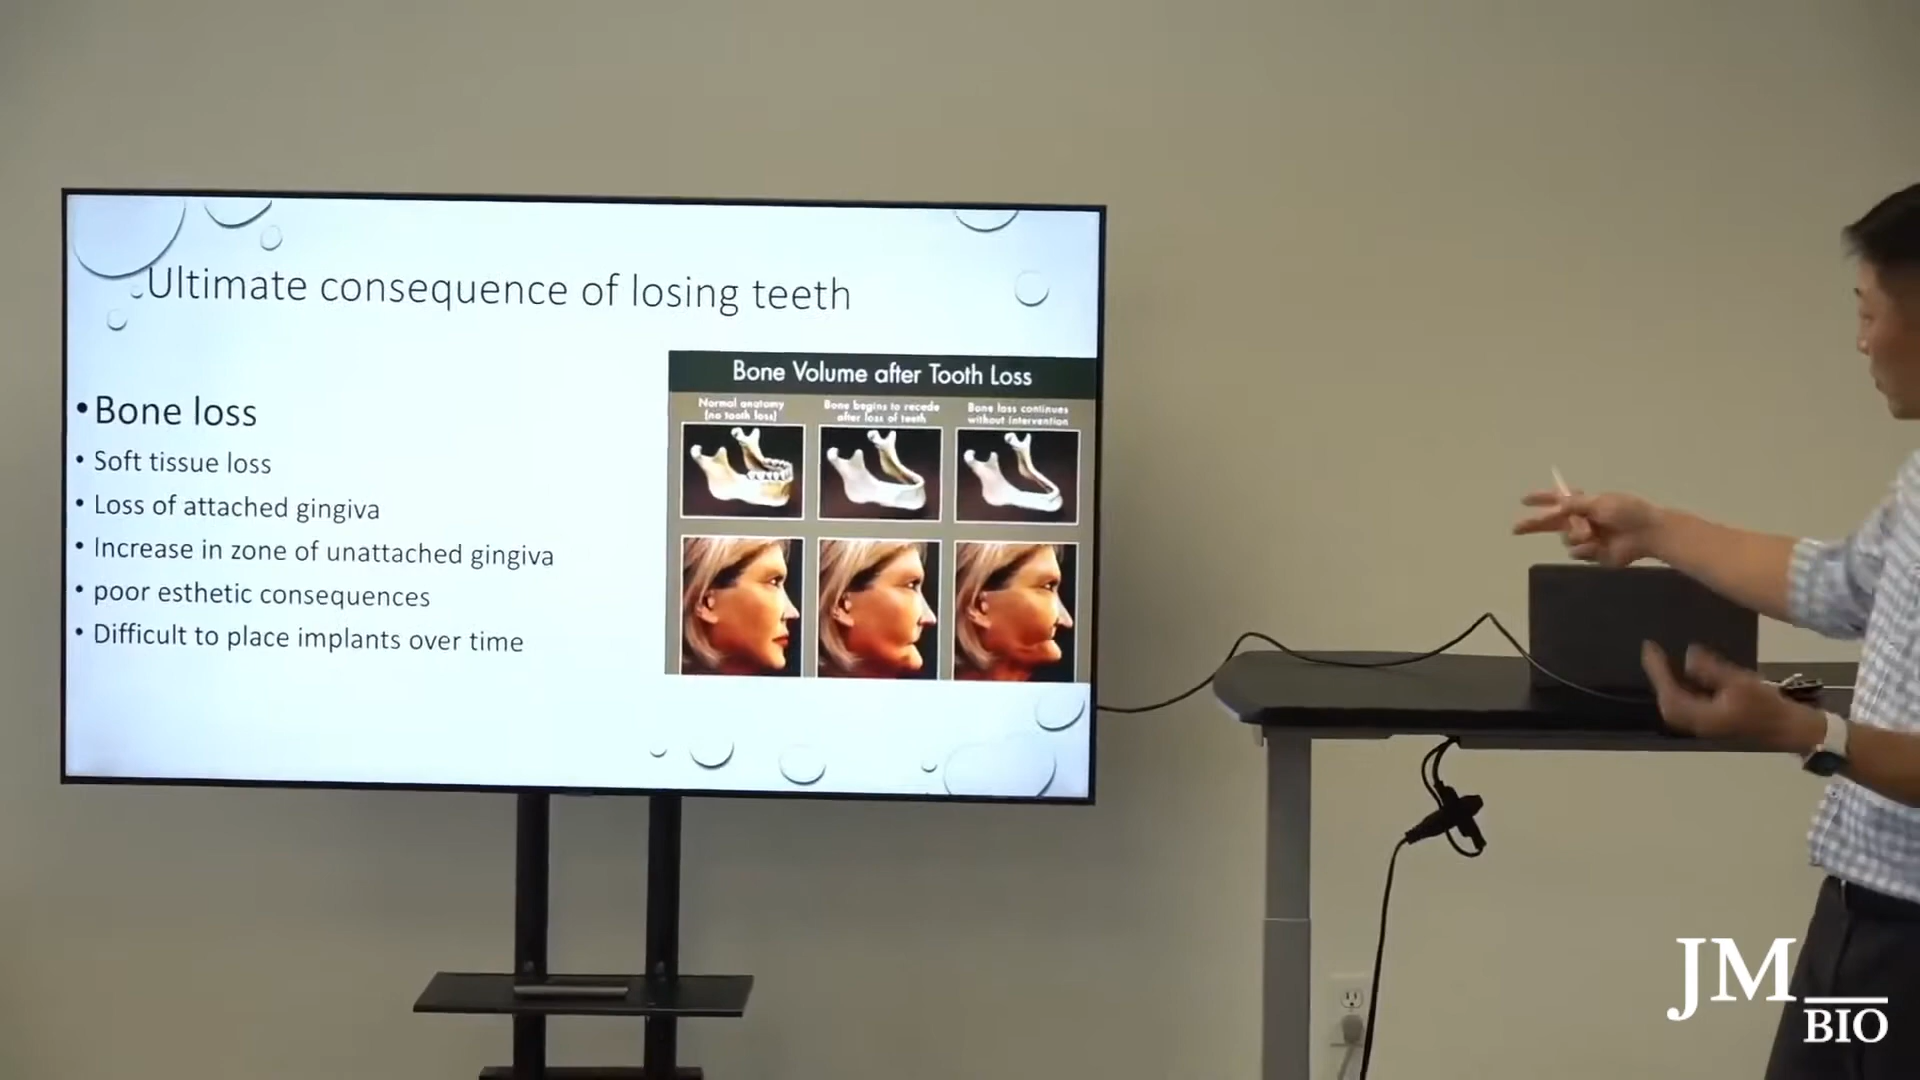 Ultimate consequence of losing teeth
•Bone loss
• Soft tissue loss
• Loss of attached gingiva
• Increase in zone of unattached gingiva
• poor esthetic consequences
• Difficult to place implants over time
Bone Volume after Tooth Loss
Normal anatomy
(no tooth loss)
Bone begins to recede
after loss of teeth
Bone loss continues
without intervention
JM
BIO